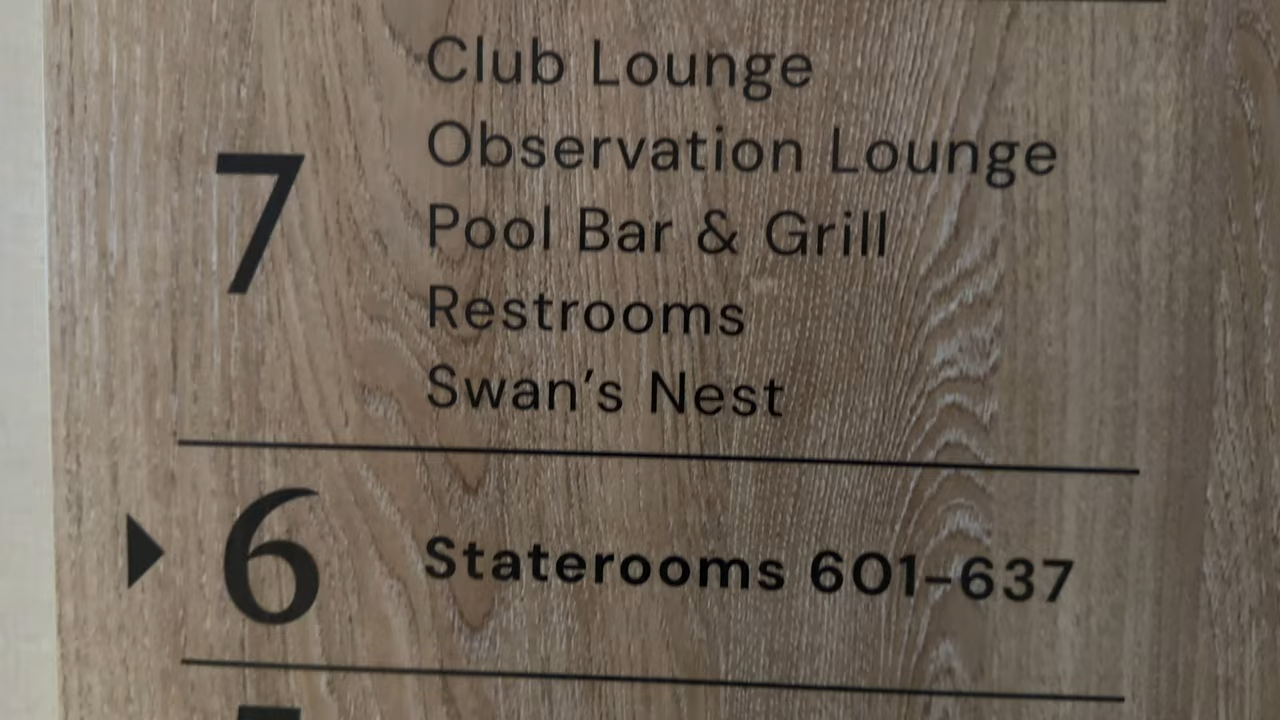 Club Lounge
Observation Lounge
7
Pool Bar & Grill
Restrooms
Swan's Nest
6 Staterooms 601–637